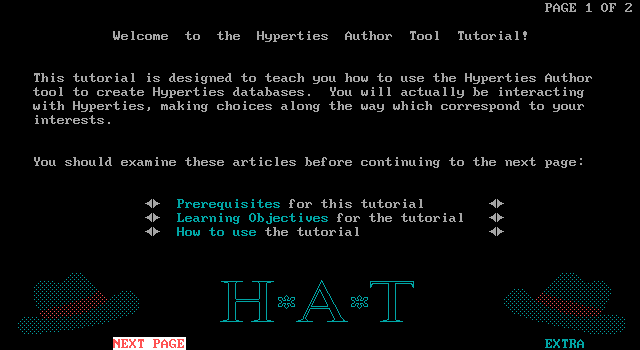 PAGE 1 OF 2
Welcome to the Hyperties Author Tool Tutorial!
This tutorial is designed to teach you how to use the Hyperties Author
tool to create Hyperties databases. You will actually be interacting
with Hyperties, making choices along the way which correspond to your
interests.
You should examine these articles before continuing to the next page:
Prerequisites for this tutorial
Learning Objectives for the tutorial
How to use the tutorial
H*A*T
NEXT PAGE EXTRA